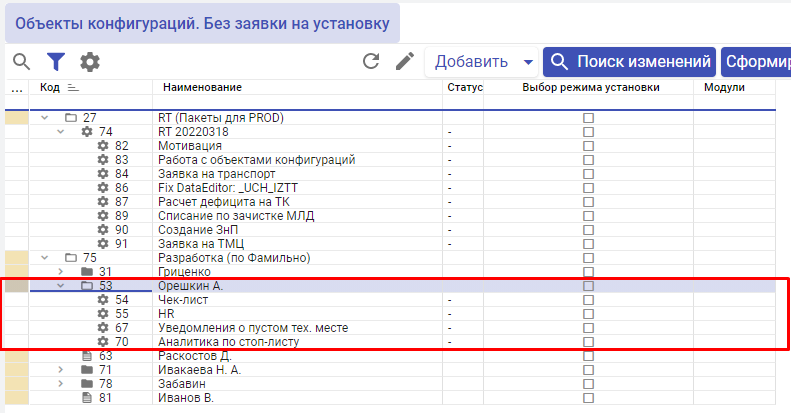 Объекты конфигураций. Без заявки на установку
Добавить Поиск изменений Сформир
... Код Наименование Статус Выбор режима установки Модули
27 RT (Пакеты для PROD)
74 RT 20220318 -
82 Мотивация -
83 Работа с объектами конфигураций -
84 Заявка на транспорт -
86 Fix DataEditor: _UCH_IZTT -
87 Расчет дефицита на ТК -
89 Списание по зачистке МЛД -
90 Создание ЗнП -
91 Заявка на ТМЦ -
75 Разработка (по Фамильно)
31 Гриценко
53 Орешкин А.
54 Чек-лист -
55 HR -
67 Уведомления о пустом тех. месте -
70 Аналитика по стоп-листу -
63 Раскостов Д.
71 Ивакаева Н. А.
78 Забавин
81 Иванов В.